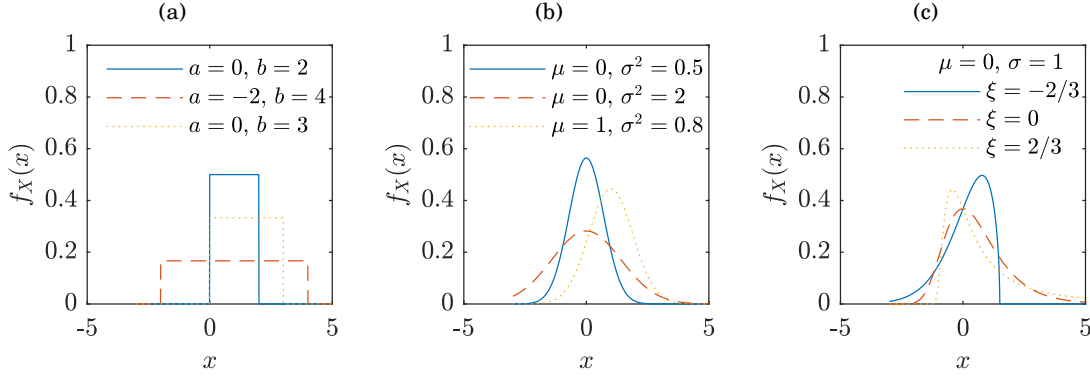 (a)
1
0.8
0.6
0.4
0.2
0
-5
0
5
f_X(x)
x
a = 0, b = 2
a = −2, b = 4
a = 0, b = 3
(b)
1
0.8
0.6
0.4
0.2
0
-5
0
5
f_X(x)
x
μ = 0, σ² = 0.5
μ = 0, σ² = 2
μ = 1, σ² = 0.8
(c)
1
0.8
0.6
0.4
0.2
0
-5
0
5
f_X(x)
x
μ = 0, σ = 1
ξ = −2/3
ξ = 0
ξ = 2/3